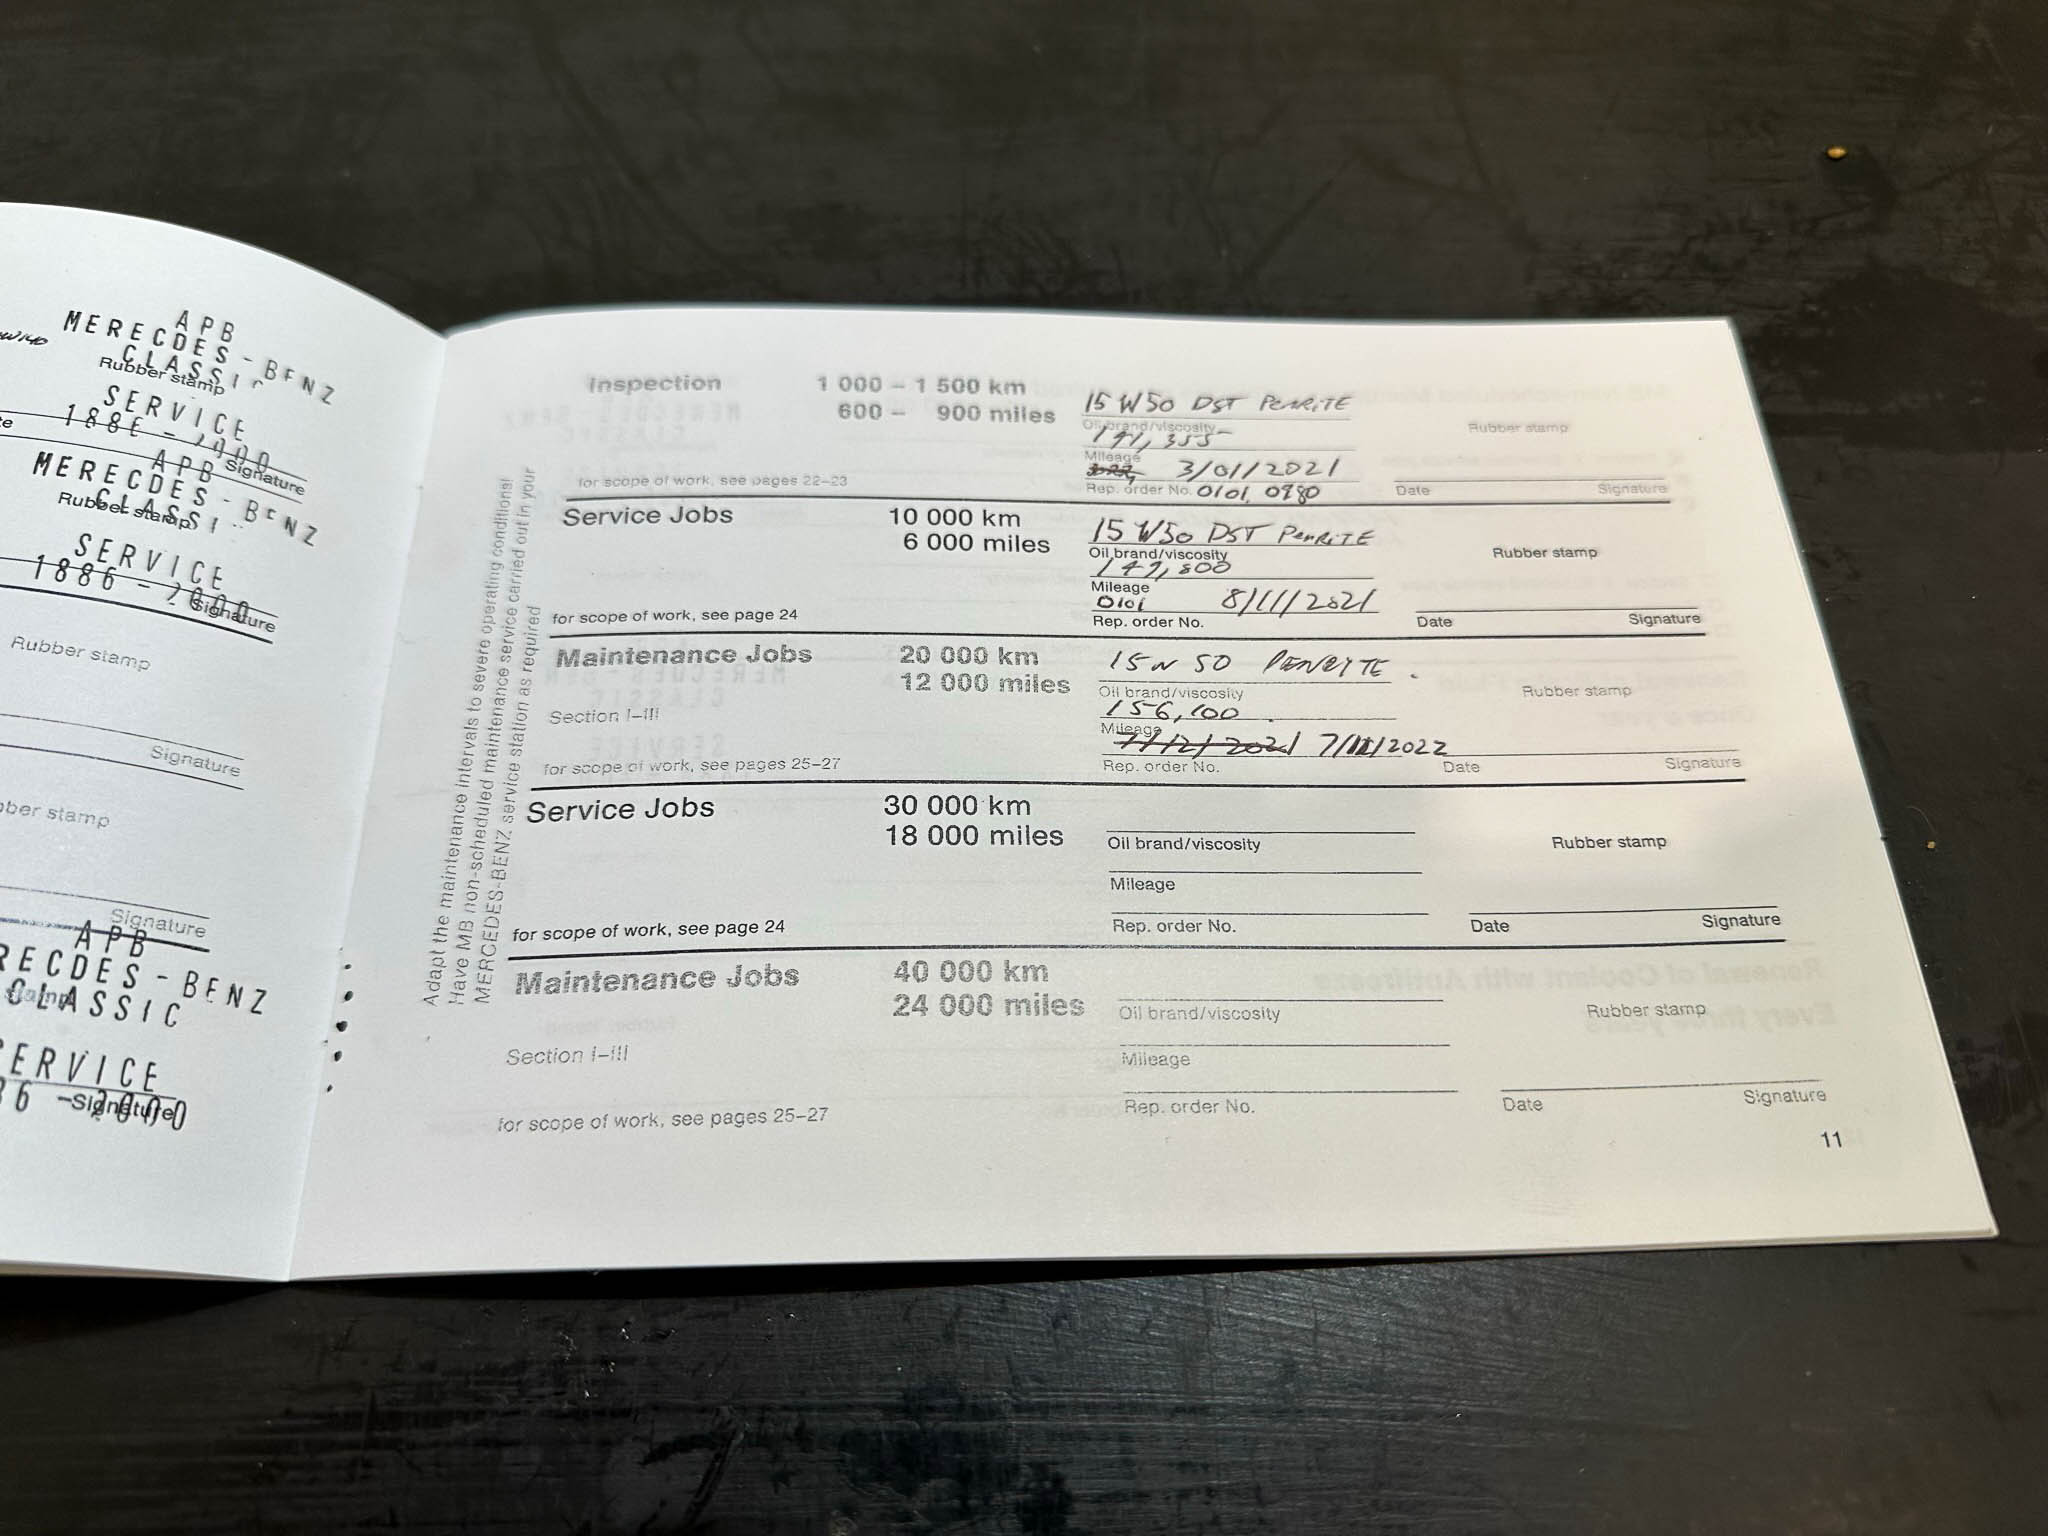 APB
MERECDES-BENZ
CLASSIC
Rubber stamp
SERVICE
Signature
APB
MERECDES-BENZ
CLASSIC
Rubber stamp
SERVICE
1886-2000
Signature
Rubber stamp
Signature
Signature
APB
CLASSIC
Signature
Adapt the maintenance intervals to severe operating conditions!
Have MB non-scheduled maintenance service carried out in your
MERCEDES-BENZ service station as required
Inspection 1 000 – 1 500 km
600 – 900 miles
15 W50 DST PENRITE
Oil brand/viscosity
Rubber stamp
Mileage
3/01/2021
for scope of work, see pages 22–23
Rep. order No. 0101, 0980
Date Signature
Service Jobs 10 000 km
6 000 miles
15 W50 DST PENRITE
Oil brand/viscosity
Rubber stamp
147,800
Mileage
0101 8/11/2021
for scope of work, see page 24
Rep. order No.
Date Signature
Maintenance Jobs 20 000 km
12 000 miles
15W 50 PENRITE
Oil brand/viscosity
Rubber stamp
Section I–III
156,100
Mileage
7/12/2021 7/11/2022
for scope of work, see pages 25–27
Rep. order No.
Date Signature
Service Jobs 30 000 km
18 000 miles
Oil brand/viscosity
Rubber stamp
Mileage
for scope of work, see page 24
Rep. order No.
Date Signature
Maintenance Jobs 40 000 km
24 000 miles
Oil brand/viscosity
Rubber stamp
Section I–III
Mileage
for scope of work, see pages 25–27
Rep. order No.
Date Signature
11